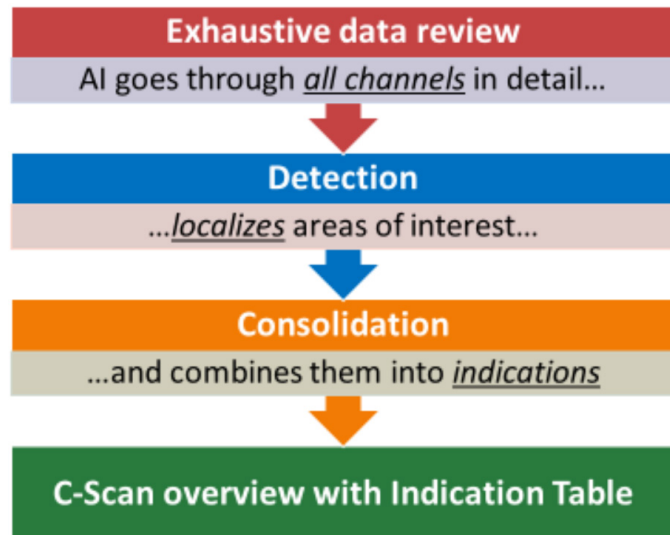 Exhaustive data review
AI goes through all channels in detail...
Detection
...localizes areas of interest...
Consolidation
...and combines them into indications
C-Scan overview with Indication Table